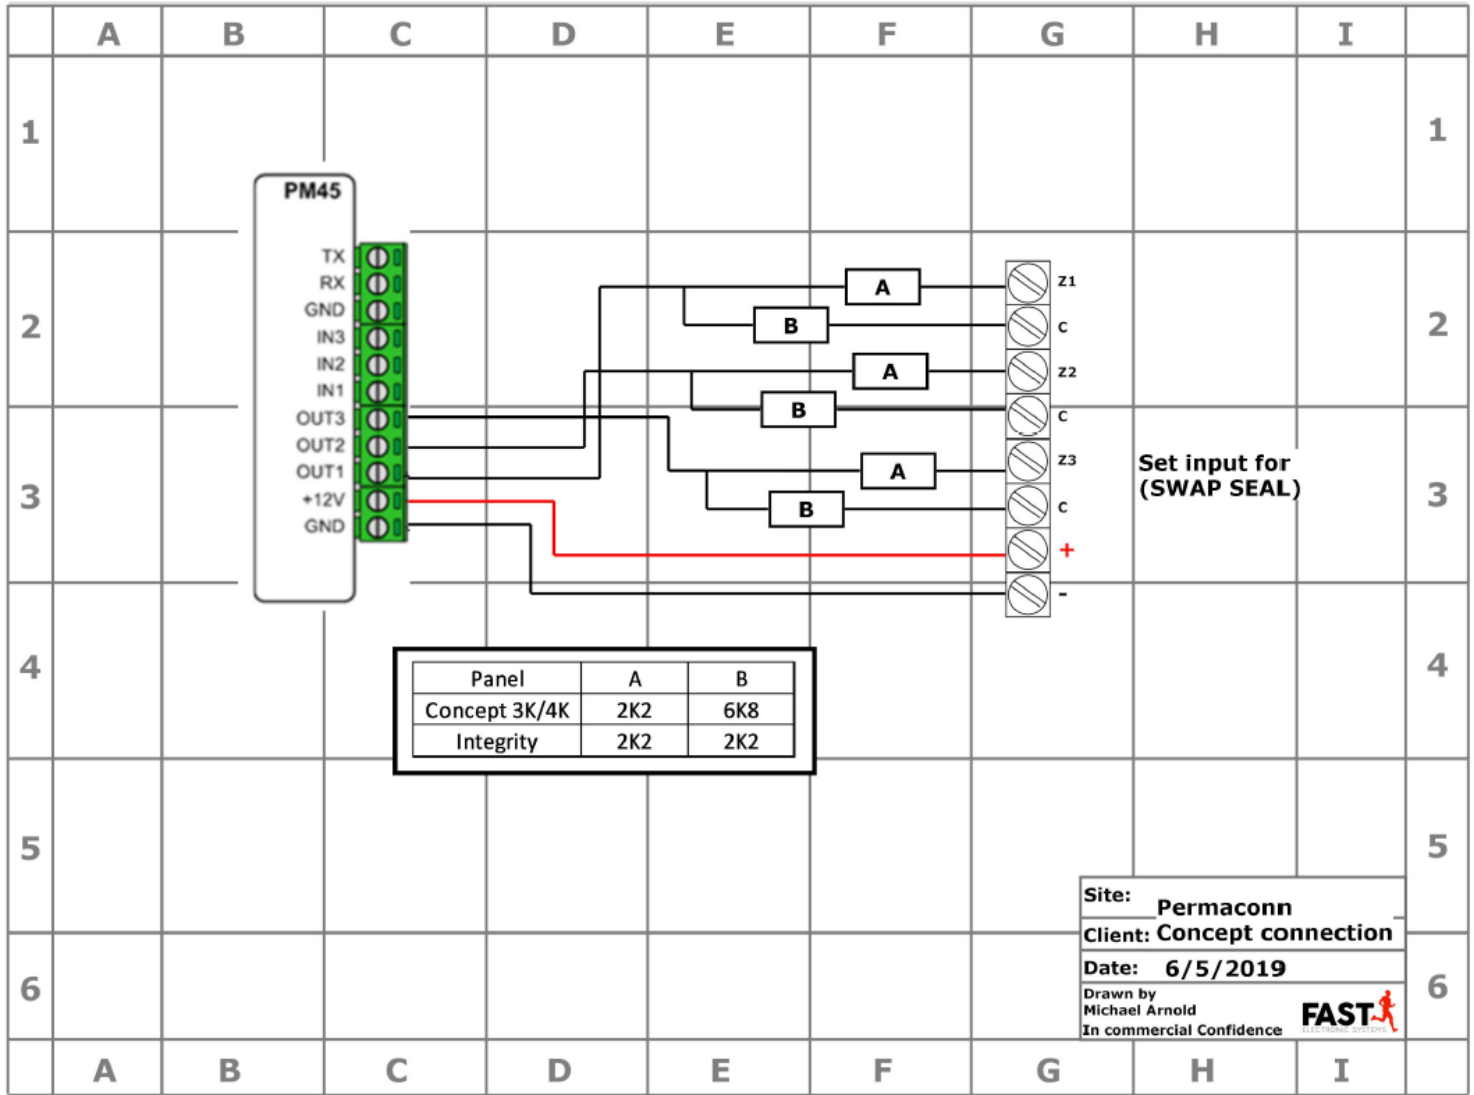 A B C D E F G H I
1 1
PM45
TX
RX
GND
IN3
IN2
IN1
OUT3
OUT2
OUT1
+12V
GND
2 2
A Z1
B C
A Z2
B C
A Z3
B C
+
-
3 3
Set input for
(SWAP SEAL)
4 4
Panel A B
Concept 3K/4K 2K2 6K8
Integrity 2K2 2K2
5 5
Site: Permaconn
Client: Concept connection
Date: 6/5/2019
6 6
Drawn by
Michael Arnold
In commercial Confidence
FAST
ELECTRONIC SYSTEMS
A B C D E F G H I